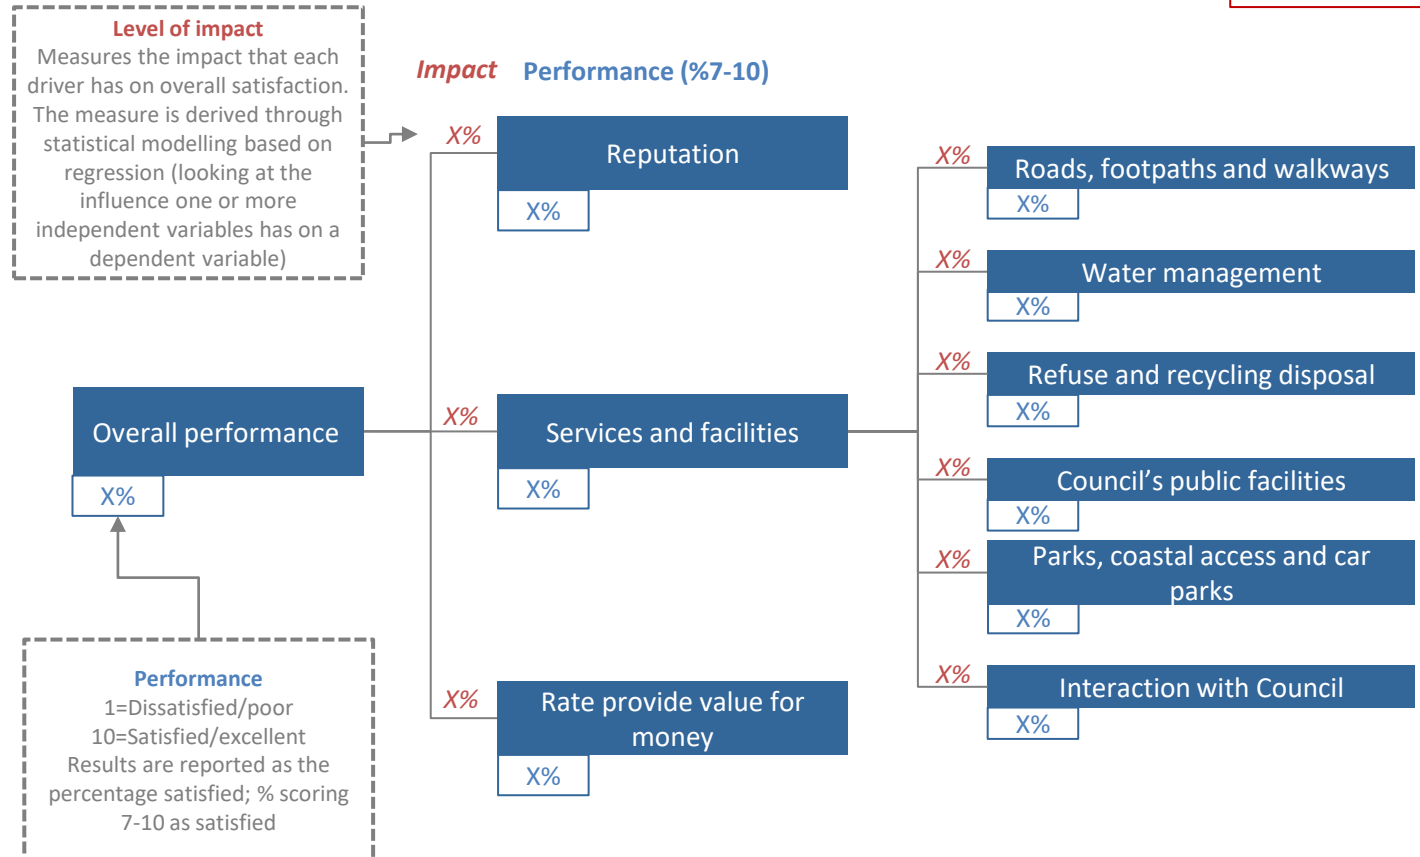 Level of impact
Measures the impact that each
driver has on overall satisfaction.
The measure is derived through
statistical modelling based on
regression (looking at the
influence one or more
independent variables has on a
dependent variable)
Impact Performance (%7-10)
X%
Reputation
X%
X%
Roads, footpaths and walkways
X%
X%
Water management
X%
X%
Refuse and recycling disposal
X%
Overall performance
X%
X%
Services and facilities
X%
X%
Council’s public facilities
X%
X%
Parks, coastal access and car
parks
X%
X%
Interaction with Council
X%
X%
Rate provide value for
money
X%
Performance
1=Dissatisfied/poor
10=Satisfied/excellent
Results are reported as the
percentage satisfied; % scoring
7-10 as satisfied